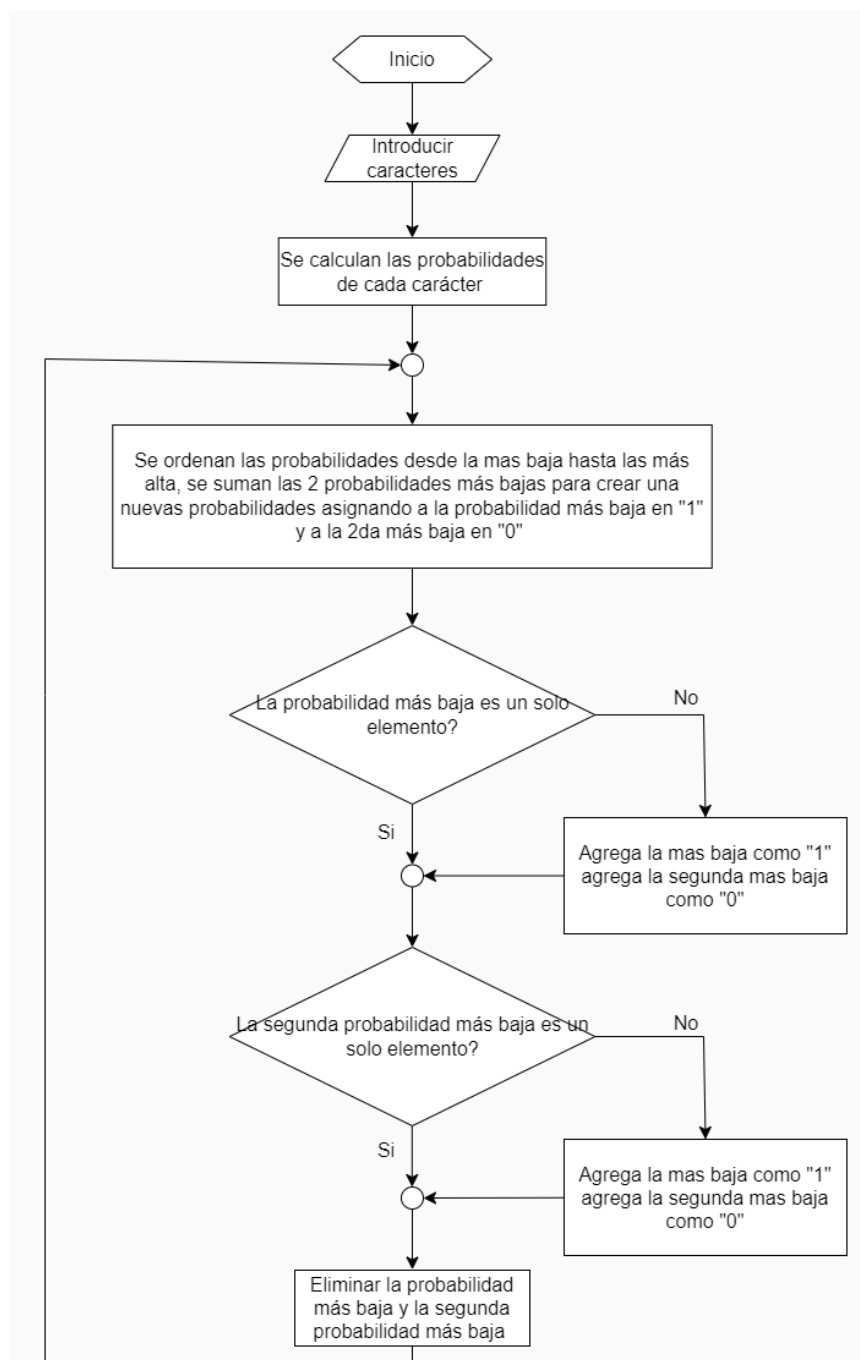 Inicio
Introducir
caracteres
Se calculan las probabilidades
de cada carácter
Se ordenan las probabilidades desde la mas baja hasta las más
alta, se suman las 2 probabilidades más bajas para crear una
nuevas probabilidades asignando a la probabilidad más baja en "1"
y a la 2da más baja en "0"
La probabilidad más baja es un solo
elemento?
No
Si
Agrega la mas baja como "1"
agrega la segunda mas baja
como "0"
La segunda probabilidad más baja es un
solo elemento?
No
Si
Agrega la mas baja como "1"
agrega la segunda mas baja
como "0"
Eliminar la probabilidad
más baja y la segunda
probabilidad más baja